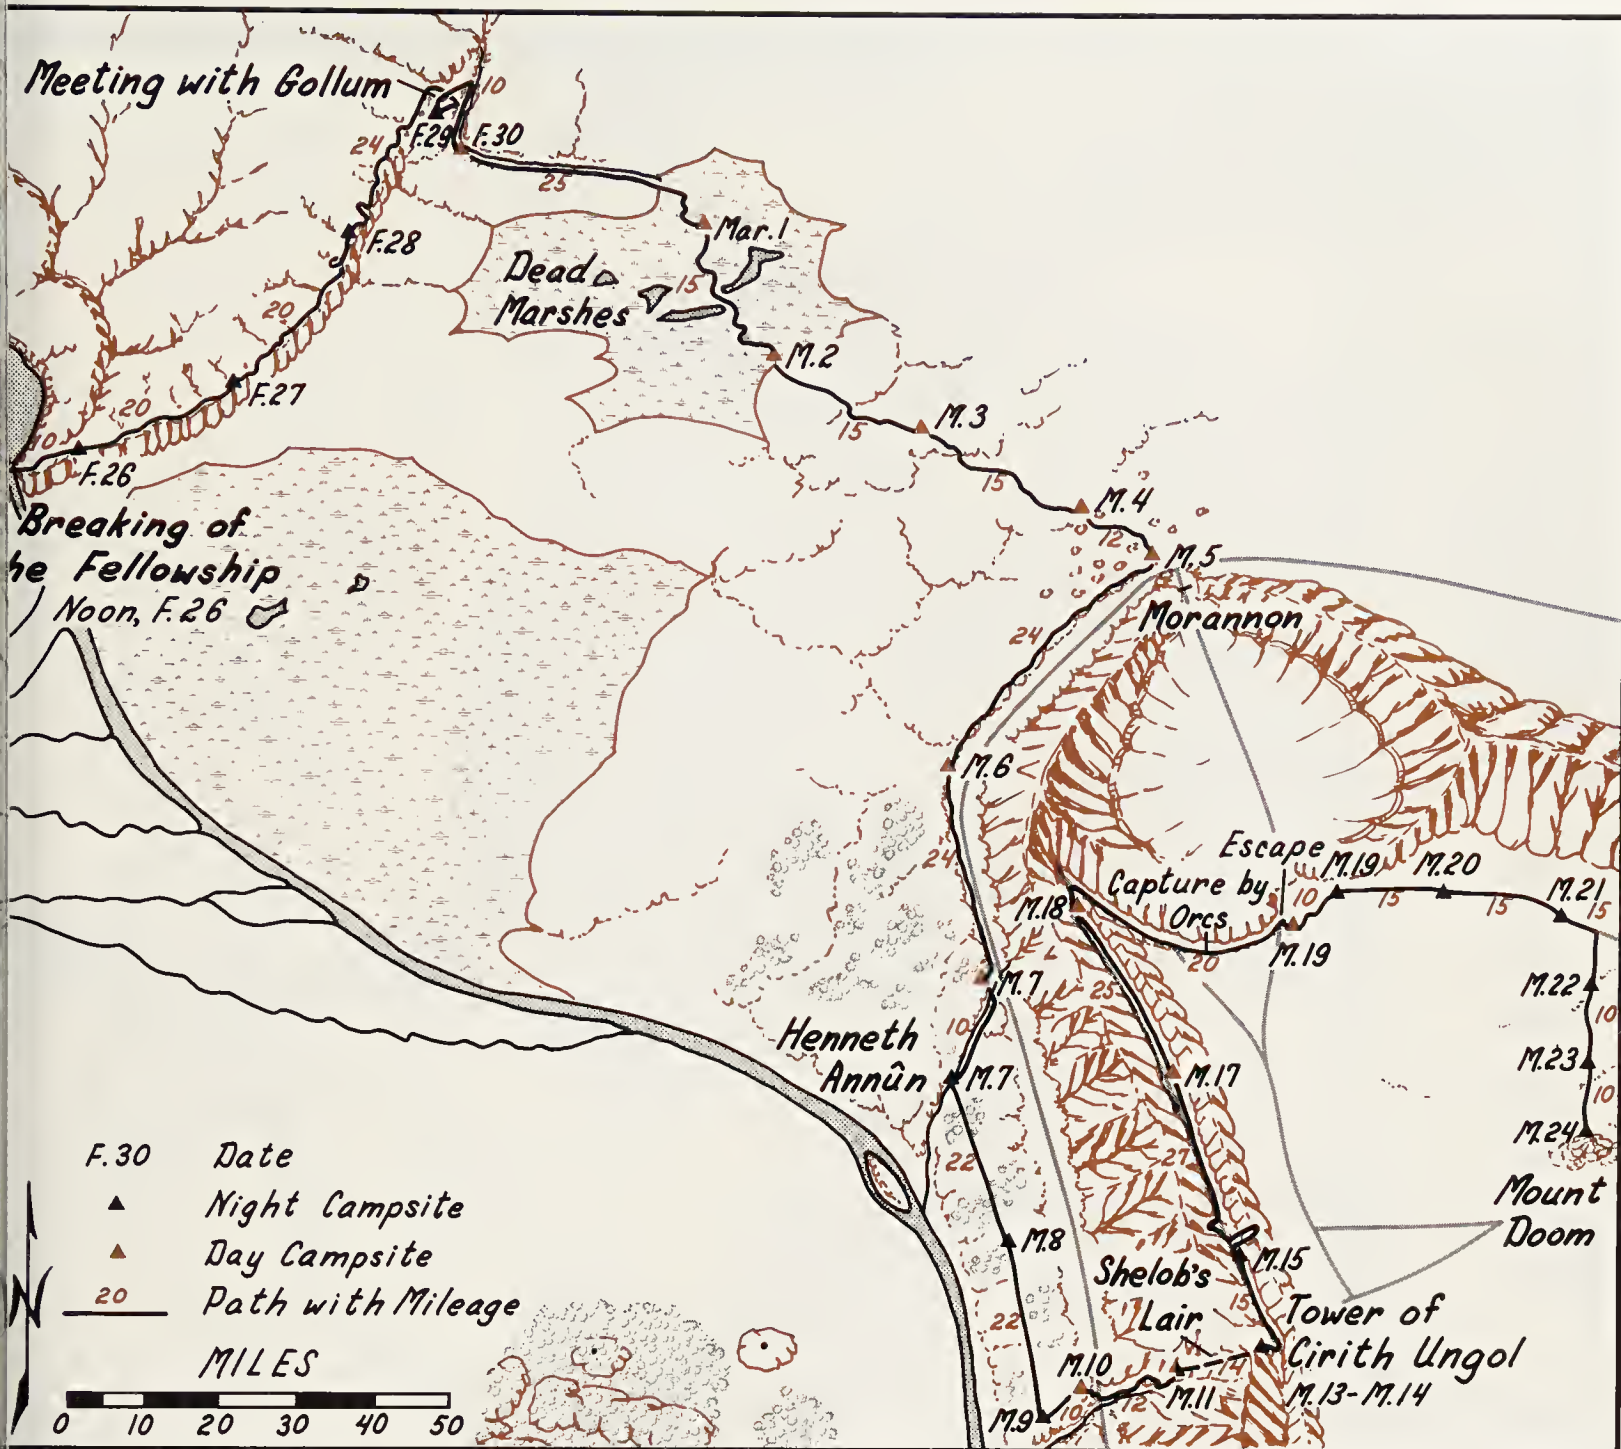 Meeting with Gollum
10
24
F.29
F.30
25
F.28
Mar.1
Dead
Marshes
15
20
M.2
F.27
20
10
15
M.3
F.26
15
M.4
12
M.5
Breaking of
he Fellowship
Noon, F.26
Morannon
24
M.6
24
Escape
M.19
M.20
M.21
Capture by
Orcs
10
15
15
15
M.18
M.19
20
M.7
25
M.22
10
10
Henneth
Annûn
M.7
M.17
M.23
10
M.24
22
27
Mount
Doom
M.8
M.15
Shelob's
Lair
15
22
Tower of
Cirith Ungol
M.13-M.14
14
M.10
M.11
12
10
M.9
F.30 Date
Night Campsite
Day Campsite
20 Path with Mileage
N
MILES
0 10 20 30 40 50